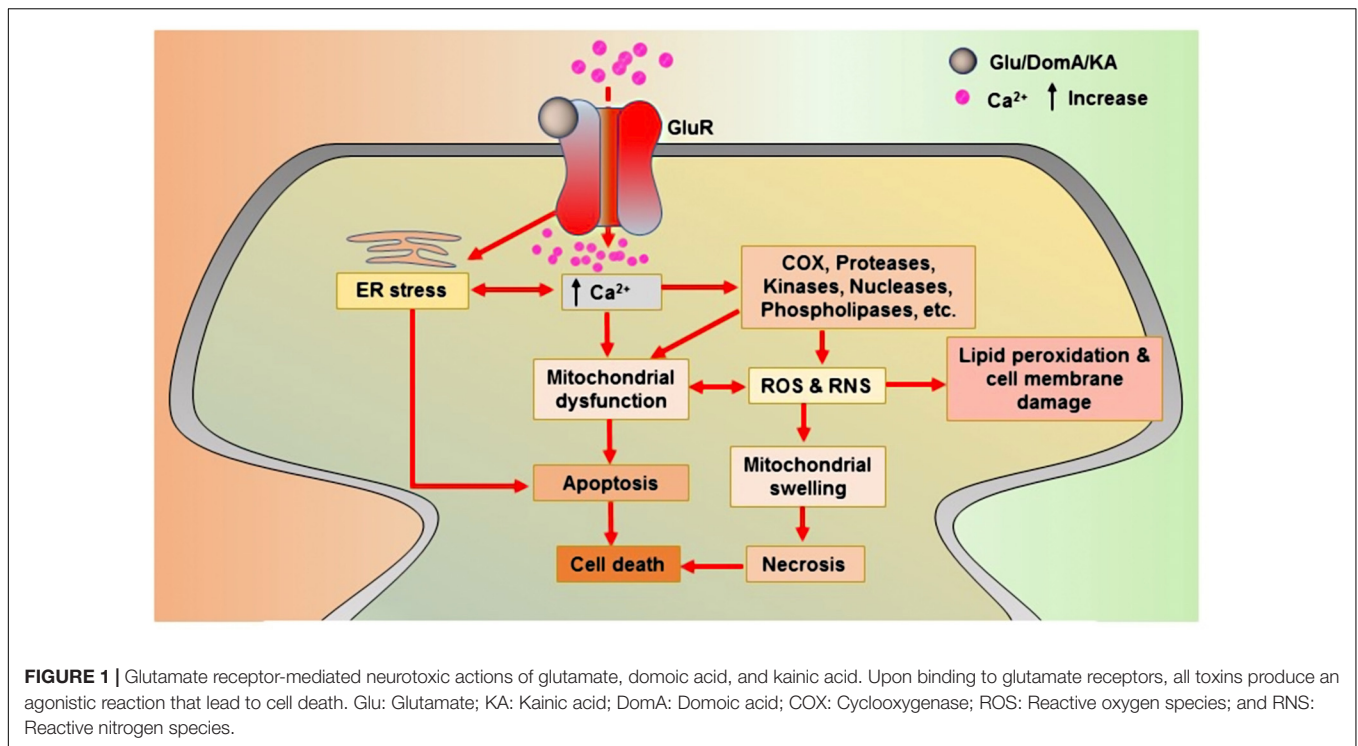 Glu/DomA/KA
Ca²⁺ ↑ Increase
GluR
ER stress
↑ Ca²⁺
COX, Proteases,
Kinases, Nucleases,
Phospholipases, etc.
Mitochondrial
dysfunction
ROS & RNS
Lipid peroxidation &
cell membrane
damage
Apoptosis
Mitochondrial
swelling
Cell death
Necrosis
FIGURE 1 | Glutamate receptor-mediated neurotoxic actions of glutamate, domoic acid, and kainic acid. Upon binding to glutamate receptors, all toxins produce an
agonistic reaction that lead to cell death. Glu: Glutamate; KA: Kainic acid; DomA: Domoic acid; COX: Cyclooxygenase; ROS: Reactive oxygen species; and RNS:
Reactive nitrogen species.